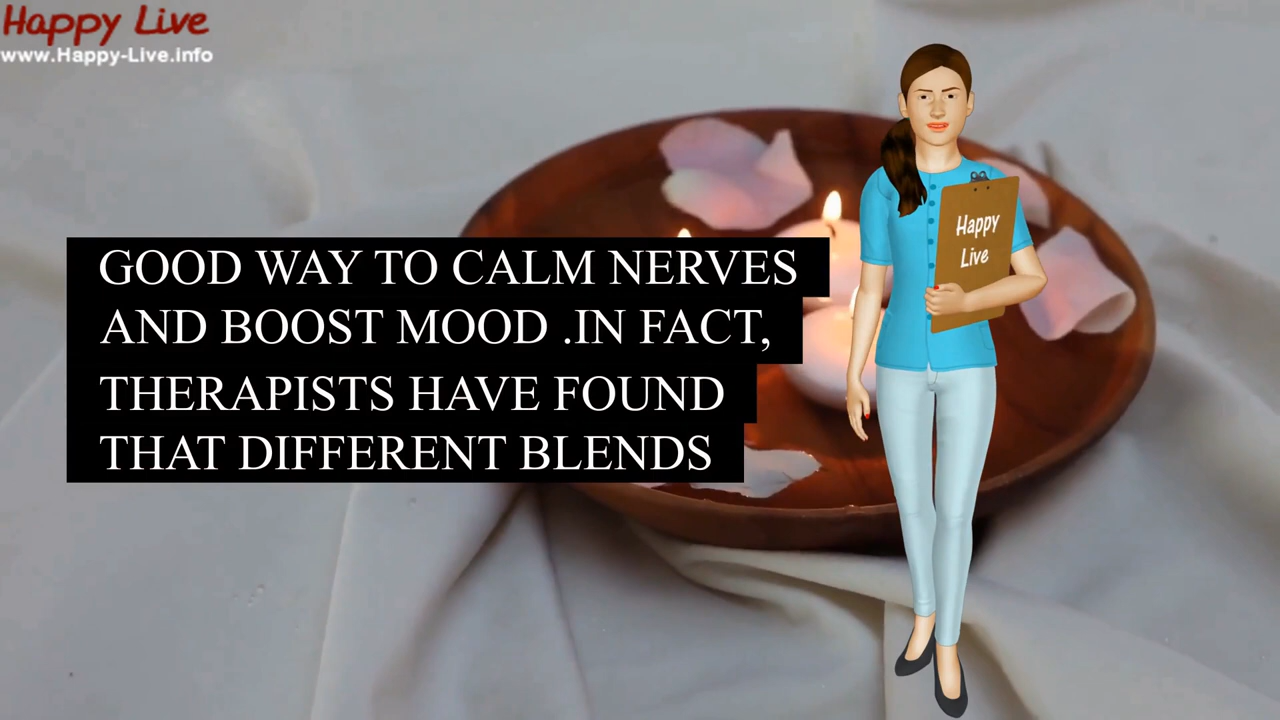 Happy Live
www.Happy-Live.info
GOOD WAY TO CALM NERVES
AND BOOST MOOD .IN FACT,
THERAPISTS HAVE FOUND
THAT DIFFERENT BLENDS
Happy
Live